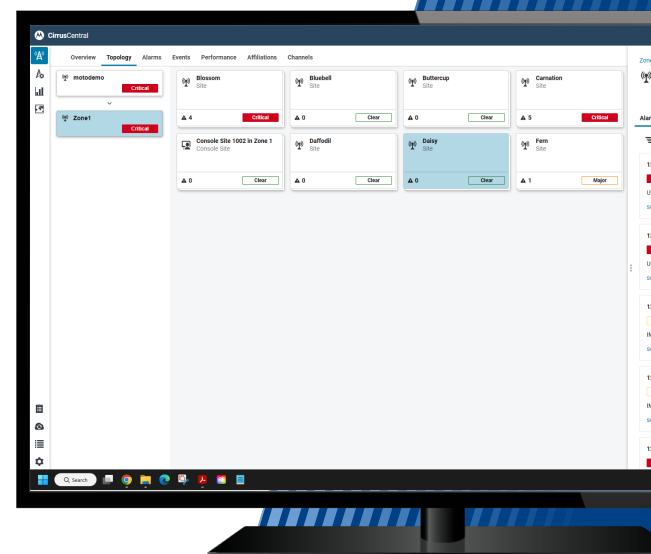 CirrusCentral
Overview Topology Alarms Events Performance Affiliations Channels
motodemo
Critical
Zone1
Critical
Blossom
Site
4 Critical
Bluebell
Site
0 Clear
Buttercup
Site
0 Clear
Carnation
Site
5 Critical
Console Site 1002 in Zone 1
Console Site
0 Clear
Daffodil
Site
0 Clear
Daisy
Site
0 Clear
Fern
Site
1 Major
Search